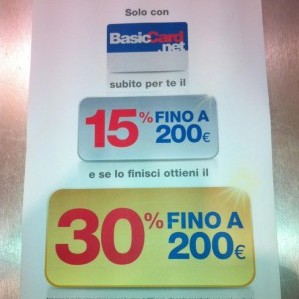 Solo con
BasicCard
.net
subito per te il
15% FINO A
200€
e se lo finisci ottieni il
30% FINO A
200€